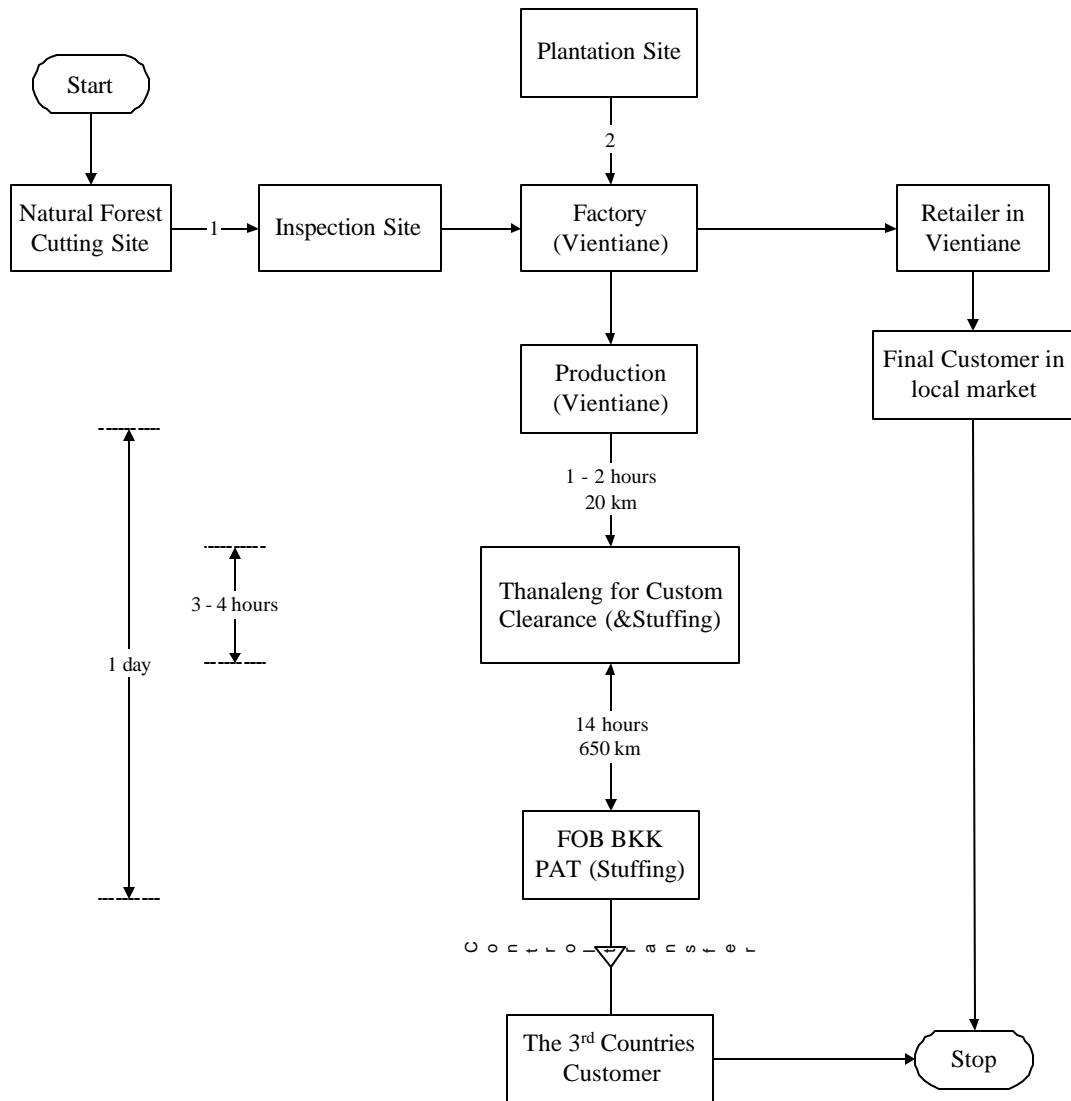 Plantation Site
Start
2
Natural Forest
Cutting Site
1
Inspection Site
Factory
(Vientiane)
Retailer in
Vientiane
Production
(Vientiane)
Final Customer in
local market
1 - 2 hours
20 km
3 - 4 hours
Thanaleng for Custom
Clearance (&Stuffing)
1 day
14 hours
650 km
FOB BKK
PAT (Stuffing)
Control transfer
The 3rd Countries
Customer
Stop